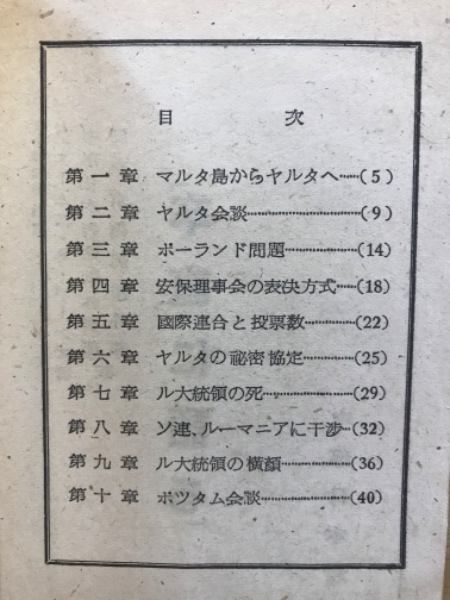 目次
第一章 マルタ島からヤルタへ……(5)
第二章 ヤルタ会談……(9)
第三章 ポーランド問題……(14)
第四章 安保理事会の表決方式……(18)
第五章 國際連合と投票数……(22)
第六章 ヤルタの祕密協定……(25)
第七章 ル大統領の死……(29)
第八章 ソ連、ルーマニアに干渉…(32)
第九章 ル大統領の横顔……(36)
第十章 ポツダム会談……(40)